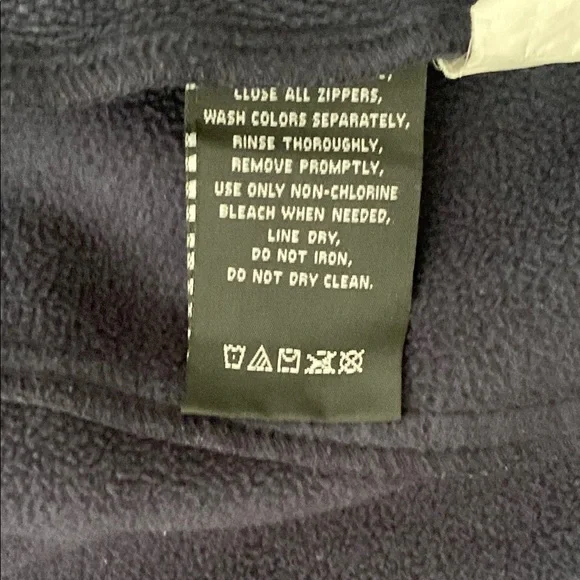 CLOSE ALL ZIPPERS,
WASH COLORS SEPARATELY,
RINSE THOROUGHLY,
REMOVE PROMPTLY,
USE ONLY NON-CHLORINE
BLEACH WHEN NEEDED,
LINE DRY,
DO NOT IRON,
DO NOT DRY CLEAN.